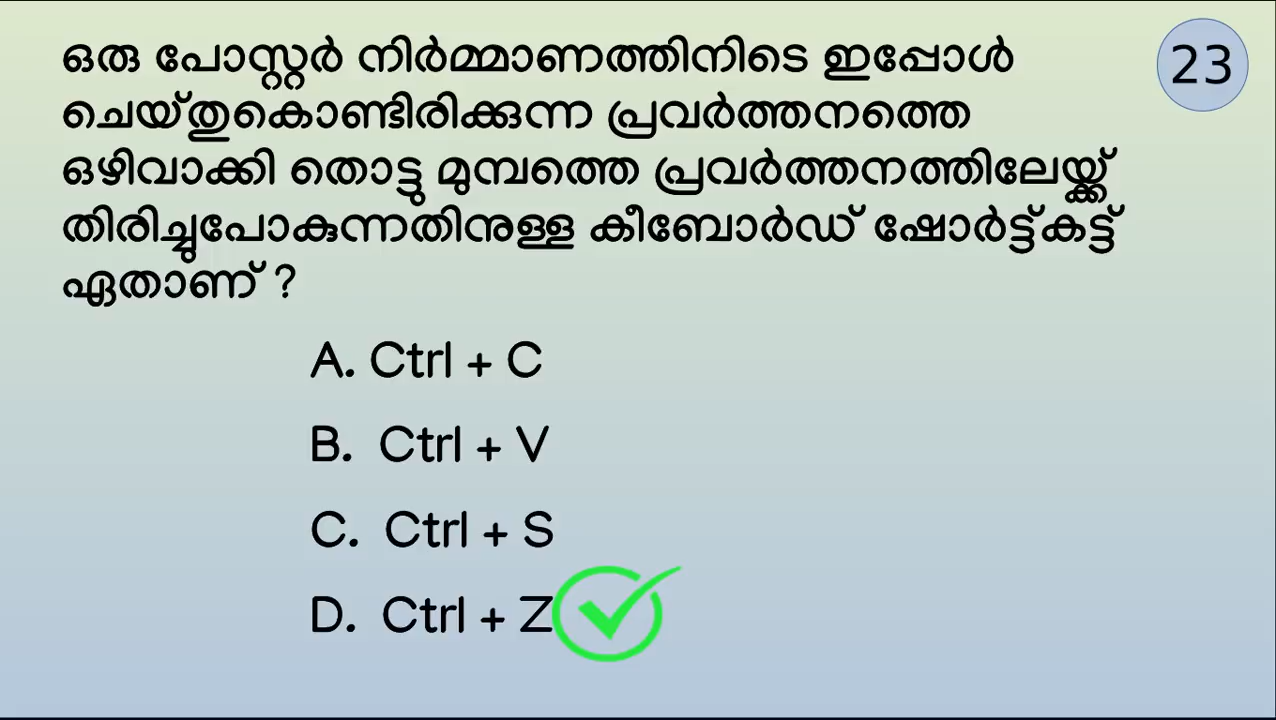 ഒരു പോസ്റ്റർ നിർമ്മാണത്തിനിടെ ഇപ്പോൾ
23
ചെയ്തുകൊണ്ടിരിക്കുന്ന പ്രവർത്തനത്തെ
ഒഴിവാക്കി തൊട്ടു മുമ്പത്തെ പ്രവർത്തനത്തിലേയ്ക്ക്
തിരിച്ചുപോകുന്നതിനുള്ള കീബോർഡ് ഷോർട്ട്കട്ട്
ഏതാണ് ?
A. Ctrl + C
B. Ctrl + V
C. Ctrl + S
D. Ctrl + Z